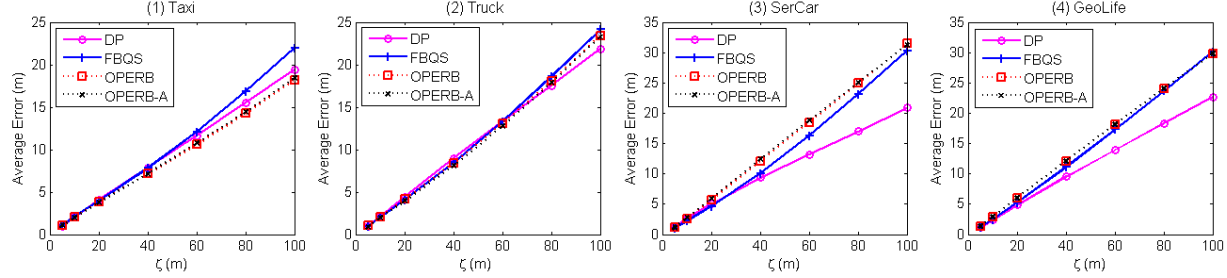 (1) Taxi
Average Error (m)
25
20
15
10
5
0
DP
FBQS
OPERB
OPERB-A
0 20 40 60 80 100
ζ (m)
(2) Truck
Average Error (m)
25
20
15
10
5
0
DP
FBQS
OPERB
OPERB-A
0 20 40 60 80 100
ζ (m)
(3) SerCar
Average Error (m)
35
30
25
20
15
10
5
0
DP
FBQS
OPERB
OPERB-A
0 20 40 60 80 100
ζ (m)
(4) GeoLife
Average Error (m)
35
30
25
20
15
10
5
0
DP
FBQS
OPERB
OPERB-A
0 20 40 60 80 100
ζ (m)